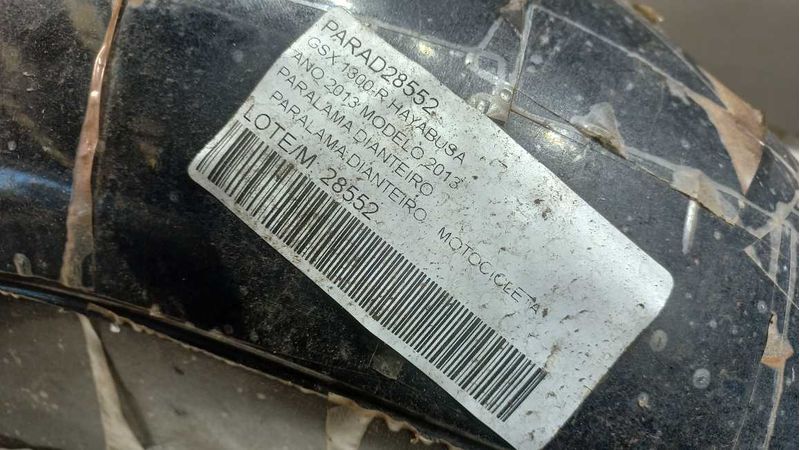 PARAD28552
GSX 1300 R HAYABUSA
ANO 2013 MODELO 2013
PARALAMA DIANTEIRO
PARALAMA DIANTEIRO MOTOCICLETA
LOTE/M 28552